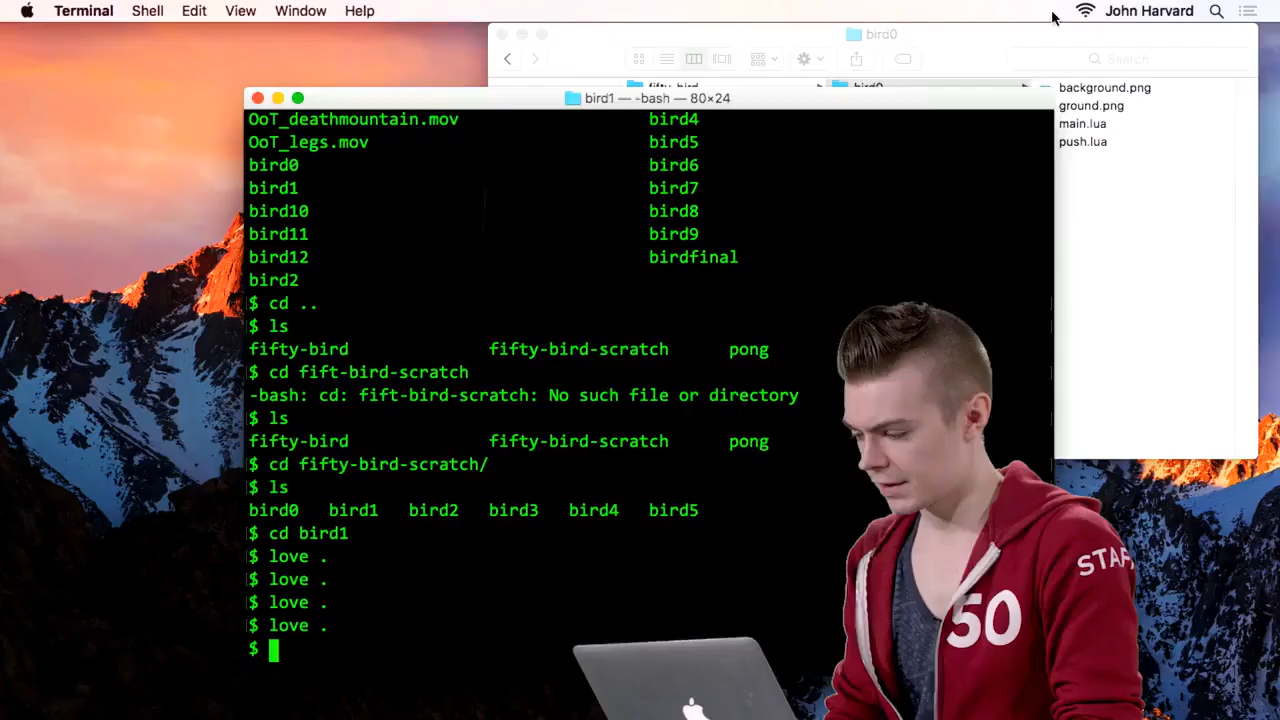 Terminal Shell Edit View Window Help John Harvard
bird0
Search
bird1 — -bash — 80×24
background.png
ground.png
main.lua
push.lua
OoT_deathmountain.mov bird4
OoT_legs.mov bird5
bird0 bird6
bird1 bird7
bird10 bird8
bird11 bird9
bird12 birdfinal
bird2
$ cd ..
$ ls
fifty-bird fifty-bird-scratch pong
$ cd fift-bird-scratch
-bash: cd: fift-bird-scratch: No such file or directory
$ ls
fifty-bird fifty-bird-scratch pong
$ cd fifty-bird-scratch/
$ ls
bird0 bird1 bird2 bird3 bird4 bird5
$ cd bird1
$ love .
$ love .
$ love .
$ love .
$
50